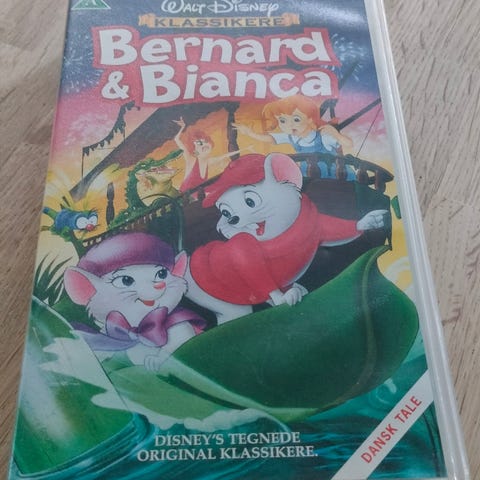 A
WALT DISNEY
KLASSIKERE
Bernard
& Bianca
DISNEY'S TEGNEDE
ORIGINAL KLASSIKERE.
DANSK TALE